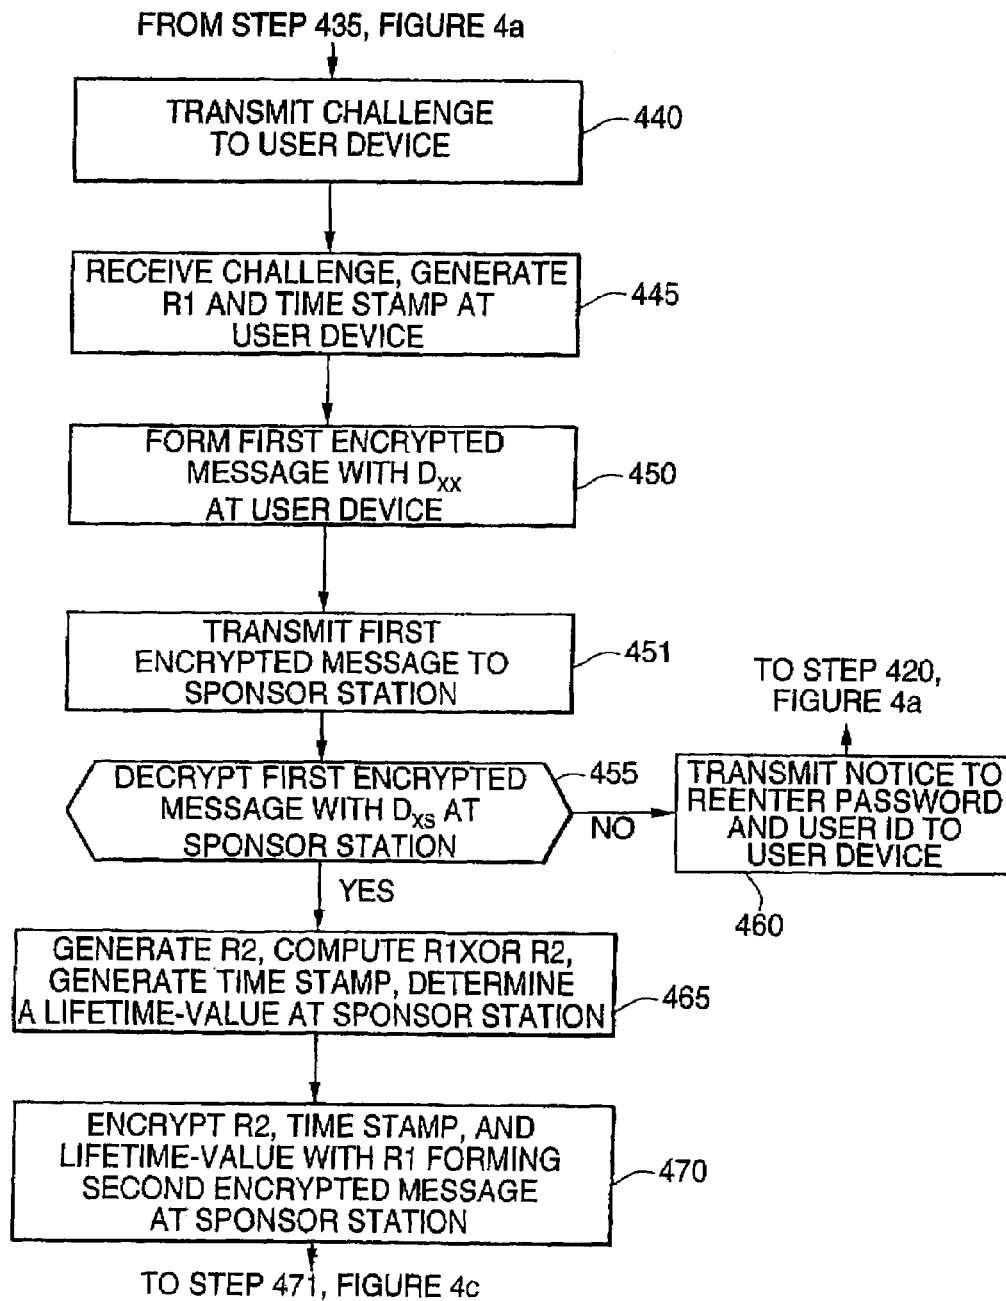 FROM STEP 435, FIGURE 4a
TRANSMIT CHALLENGE
TO USER DEVICE
440
RECEIVE CHALLENGE, GENERATE
R1 AND TIME STAMP AT
USER DEVICE
445
FORM FIRST ENCRYPTED
MESSAGE WITH Dxx
AT USER DEVICE
450
TRANSMIT FIRST
ENCRYPTED MESSAGE TO
SPONSOR STATION
451
TO STEP 420,
FIGURE 4a
DECRYPT FIRST ENCRYPTED
MESSAGE WITH Dxs AT
SPONSOR STATION
455
NO
TRANSMIT NOTICE TO
REENTER PASSWORD
AND USER ID TO
USER DEVICE
460
YES
GENERATE R2, COMPUTE R1XOR R2,
GENERATE TIME STAMP, DETERMINE
A LIFETIME-VALUE AT SPONSOR STATION
465
ENCRYPT R2, TIME STAMP, AND
LIFETIME-VALUE WITH R1 FORMING
SECOND ENCRYPTED MESSAGE
AT SPONSOR STATION
470
TO STEP 471, FIGURE 4c